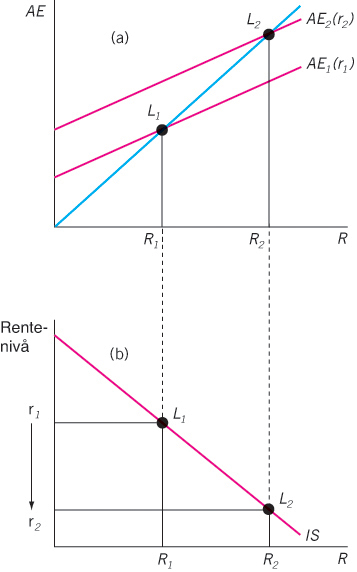 AE
(a)
L2
AE2(r2)
AE1(r1)
L1
R1
R2
R
Rente-
nivå
(b)
r1
L1
r2
L2
IS
R1
R2
R